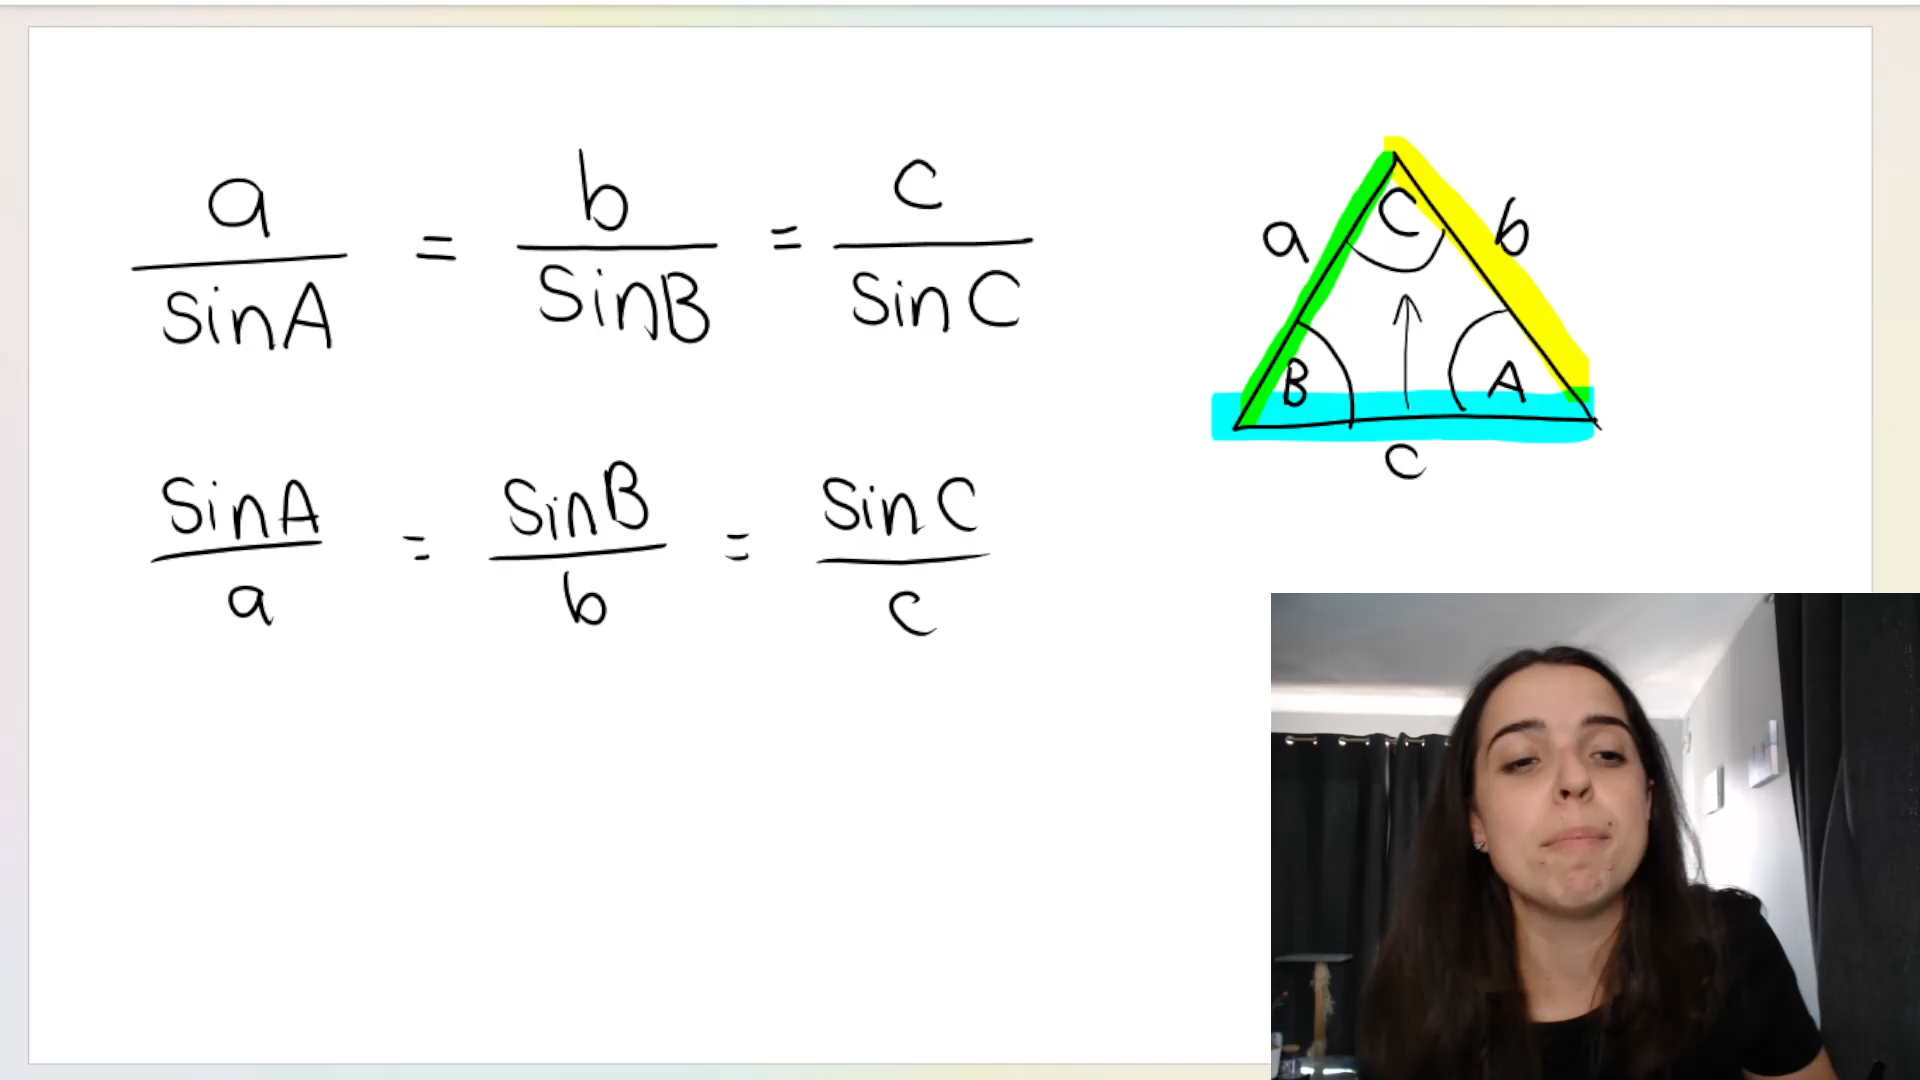 a/sinA = b/sinB = c/sinC
a
b
C
B
A
c
sinA/a = sinB/b = sinC/c